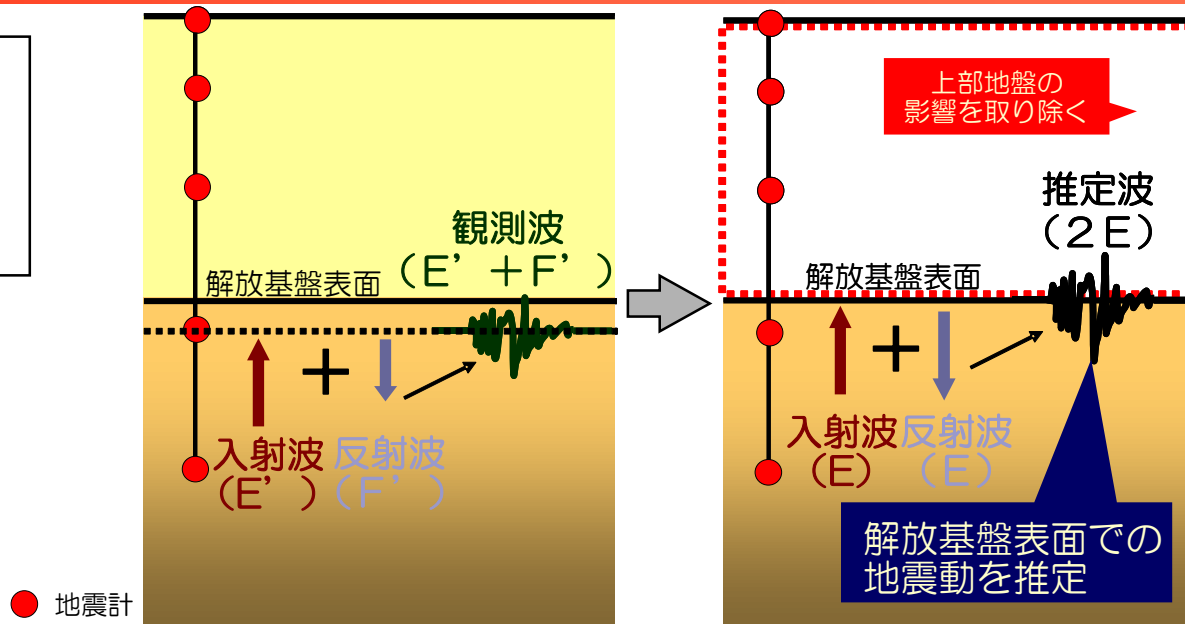 観測波
（E’＋F’）
解放基盤表面
＋
入射波
（E’）
反射波
（F’）
地震計
上部地盤の
影響を取り除く
推定波
（２E）
解放基盤表面
＋
入射波
（E）
反射波
（E）
解放基盤表面での
地震動を推定